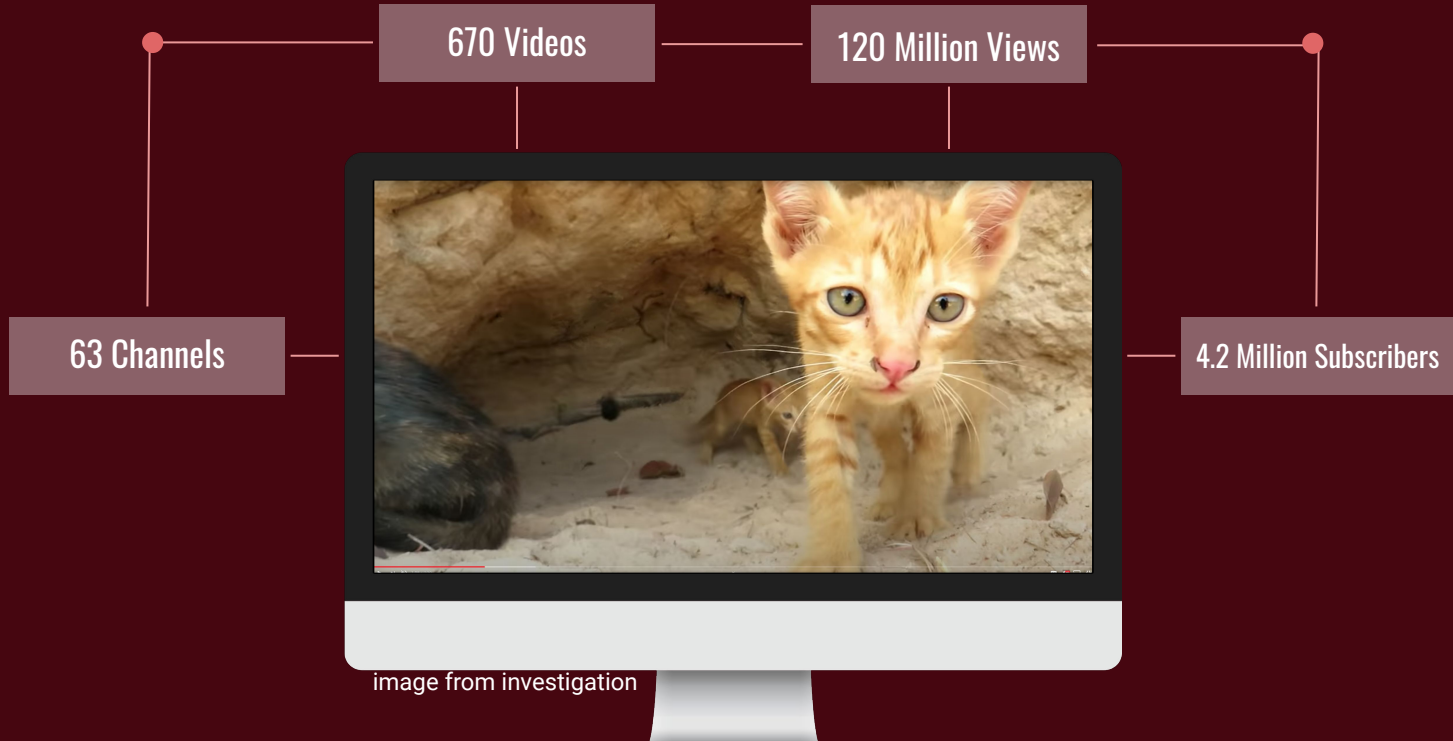 670 Videos
120 Million Views
63 Channels
4.2 Million Subscribers
image from investigation